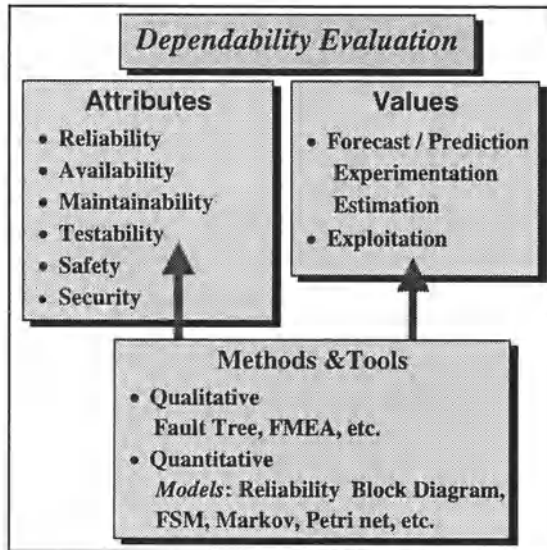 Dependability Evaluation
Attributes
• Reliability
• Availability
• Maintainability
• Testability
• Safety
• Security
Values
• Forecast / Prediction
Experimentation
Estimation
• Exploitation
Methods &Tools
• Qualitative
Fault Tree, FMEA, etc.
• Quantitative
Models: Reliability Block Diagram,
FSM, Markov, Petri net, etc.